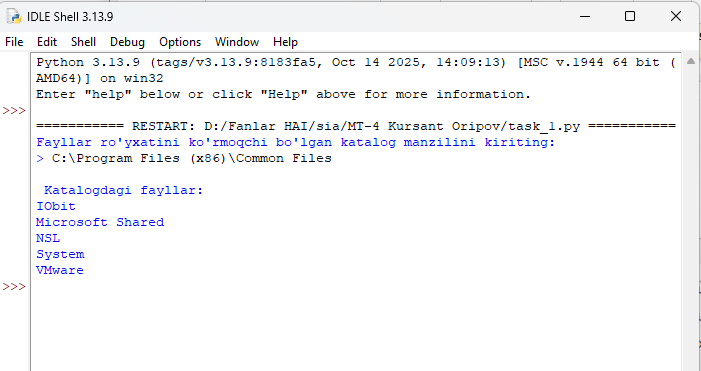 IDLE Shell 3.13.9
File Edit Shell Debug Options Window Help
Python 3.13.9 (tags/v3.13.9:8183fa5, Oct 14 2025, 14:09:13) [MSC v.1944 64 bit (
AMD64)] on win32
Enter "help" below or click "Help" above for more information.
>>>
=========== RESTART: D:/Fanlar HAI/sia/MT-4 Kursant Oripov/task_1.py ===========
Fayllar ro'yxatini ko'rmoqchi bo'lgan katalog manzilini kiriting:
> C:\Program Files (x86)\Common Files
Katalogdagi fayllar:
IObit
Microsoft Shared
NSL
System
VMware
>>>